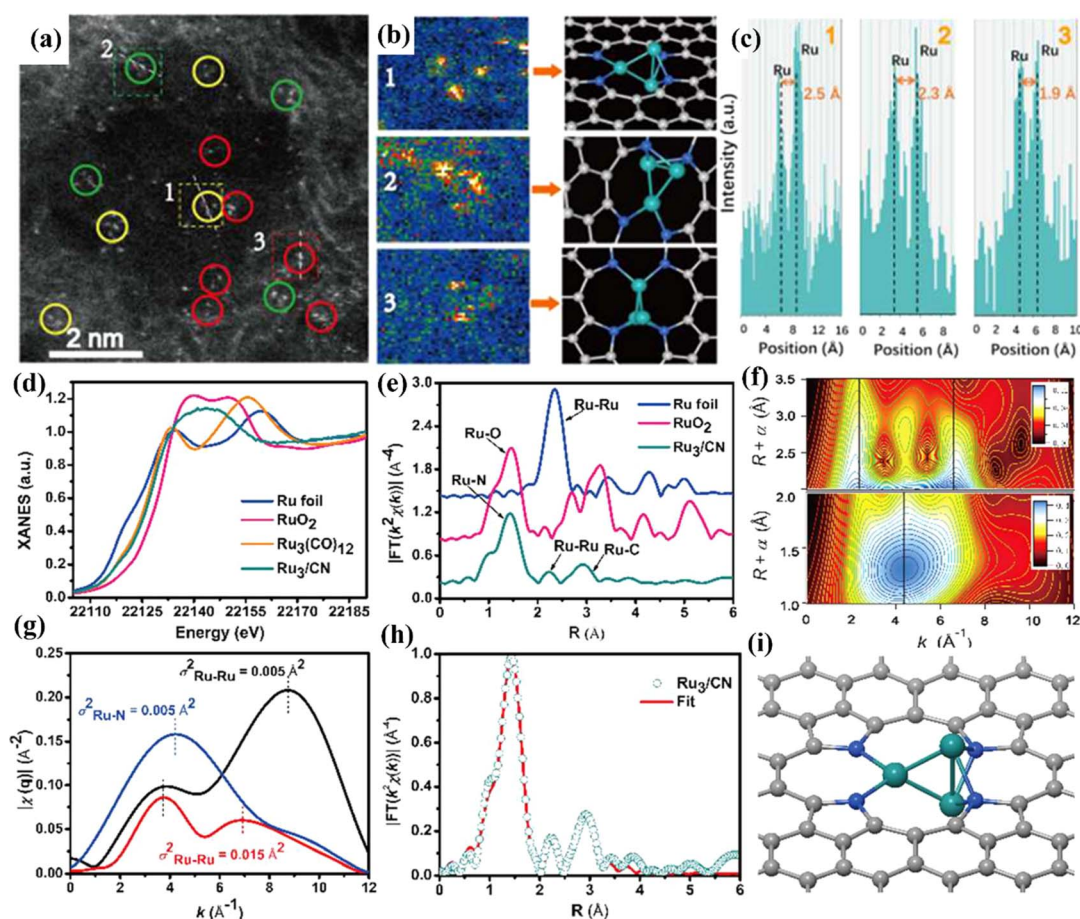 (a)
2
1
3
2 nm
(b)
1
2
3
(c)
1
2
3
Ru
Ru
2.5 Å
Ru
Ru
2.3 Å
Ru
Ru
1.9 Å
Intensity (a.u.)
0 4 8 12 16
0 2 4 6 8
0 2 4 6 8 10
Position (Å)
Position (Å)
Position (Å)
(d)
XANES (a.u.)
1.2
1.0
0.8
0.6
0.4
0.2
0.0
Ru foil
RuO₂
Ru₃(CO)₁₂
Ru₃/CN
22110 22125 22140 22155 22170 22185
Energy (eV)
(e)
|FT(k²χ(k))| (Å⁻⁴)
3.0
2.4
1.8
1.2
0.6
0.0
Ru-Ru
Ru foil
RuO₂
Ru₃/CN
Ru-O
Ru-N
Ru-Ru
Ru-C
0 1 2 3 4 5 6
R (Å)
(f)
R + α (Å)
3.5
3.0
2.5
R + α (Å)
2.0
1.5
1.0
0 2 4 6 8 10 12
k (Å⁻¹)
(g)
|χ(q)| (Å⁻²)
0.25
0.20
0.15
0.10
0.05
0.00
σ²Ru-Ru = 0.005 Å²
σ²Ru-N = 0.005 Å²
σ²Ru-Ru = 0.015 Å²
0 2 4 6 8 10 12
k (Å⁻¹)
(h)
|FT(k²χ(k))| (Å⁻⁴)
1.0
0.8
0.6
0.4
0.2
0.0
Ru₃/CN
Fit
0 1 2 3 4 5 6
R (Å)
(i)